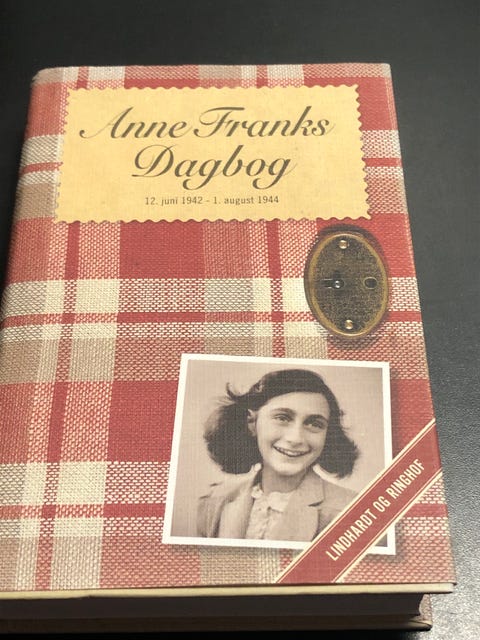 Anne Franks
Dagbog
12. juni 1942 - 1. august 1944
LINDHARDT OG RINGHOF